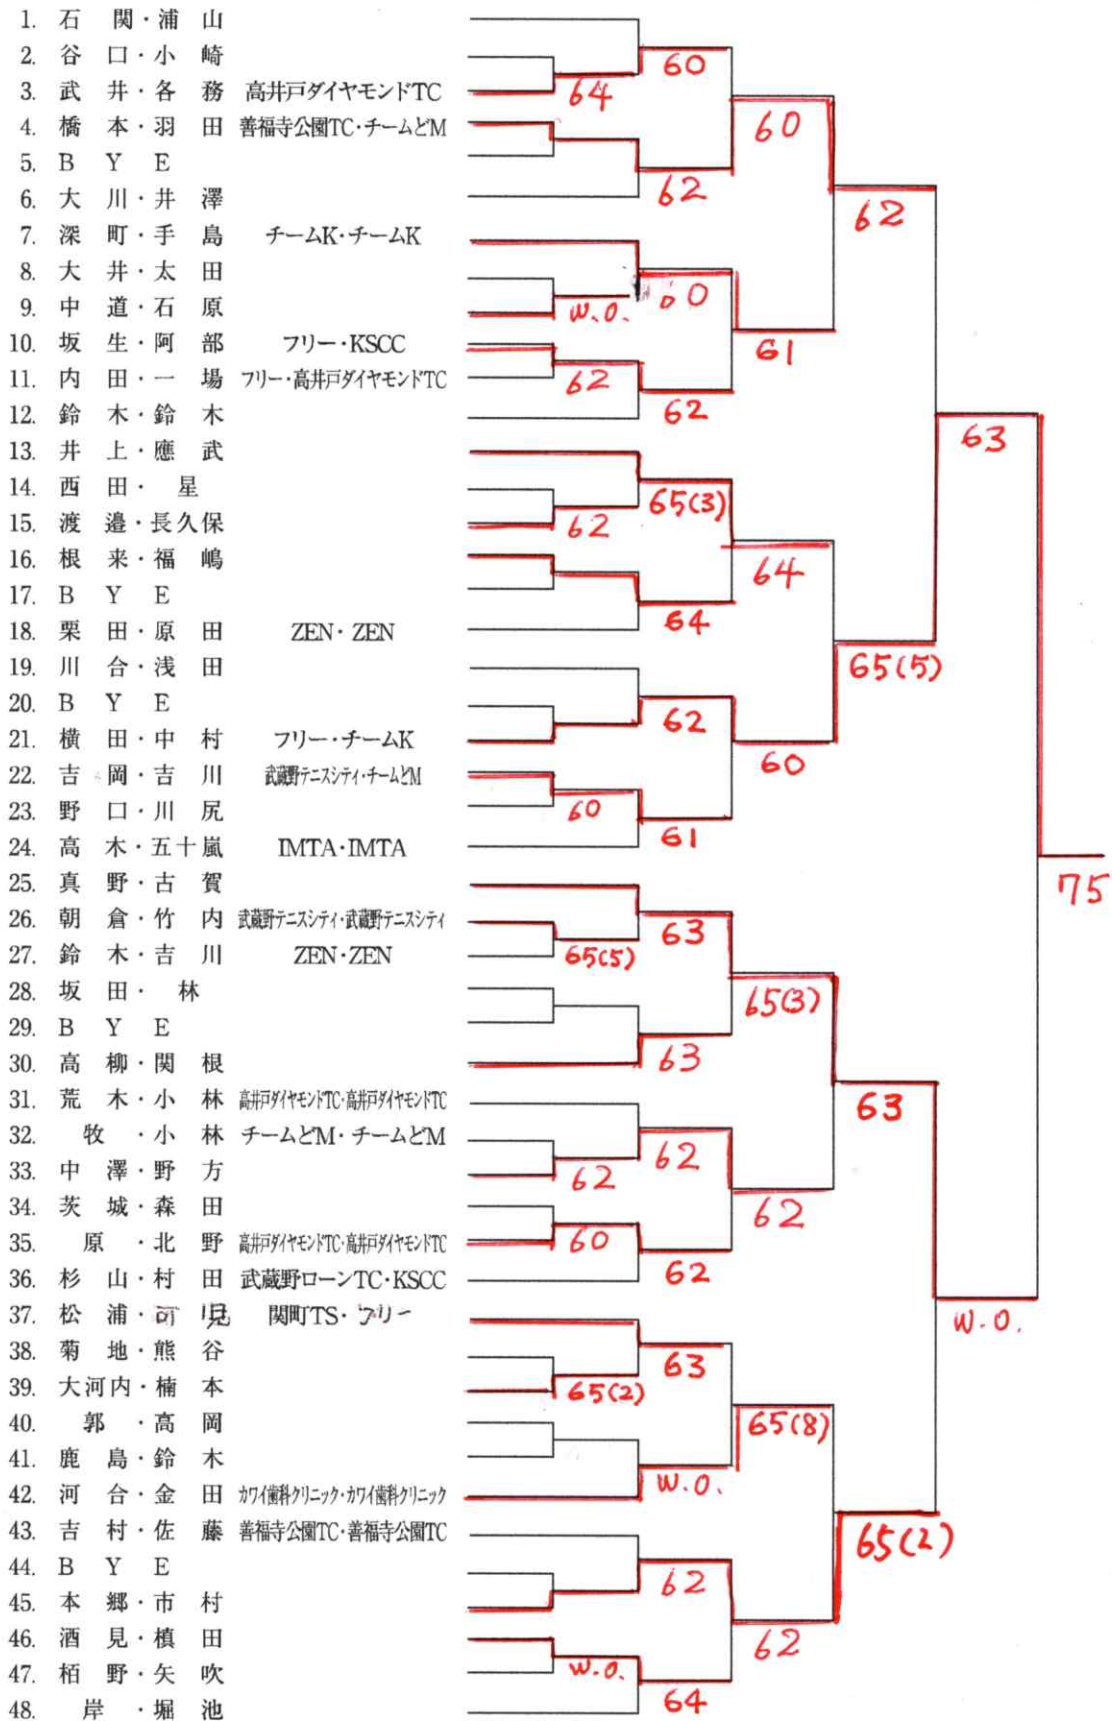 1. 石 関・浦 山
2. 谷 口・小 崎
60
3. 武 井・各 務 高井戸ダイヤモンドTC
64
4. 橋 本・羽 田 善福寺公園TC・チームどM
60
5. B Y E
6. 大 川・井 澤
62
62
7. 深 町・手 島 チームK・チームK
8. 大 井・太 田
60
9. 中 道・石 原
W.O.
10. 坂 生・阿 部 フリー・KSCC
61
11. 内 田・一 場 フリー・高井戸ダイヤモンドTC
62
12. 鈴 木・鈴 木
62
13. 井 上・應 武
63
14. 西 田・ 星
65(3)
15. 渡 邉・長久保
62
16. 根 来・福 嶋
64
17. B Y E
64
18. 栗 田・原 田 ZEN・ZEN
19. 川 合・浅 田
65(5)
20. B Y E
62
21. 横 田・中 村 フリー・チームK
60
22. 吉 岡・吉 川 武蔵野テニスシティ・チームどM
23. 野 口・川 尻
60
24. 高 木・五十嵐 IMTA・IMTA
61
25. 真 野・古 賀
75
26. 朝 倉・竹 内 武蔵野テニスシティ・武蔵野テニスシティ
63
27. 鈴 木・吉 川 ZEN・ZEN
65(5)
28. 坂 田・ 林
65(3)
29. B Y E
30. 高 柳・関 根
63
31. 荒 木・小 林 高井戸ダイヤモンドTC・高井戸ダイヤモンドTC
63
32. 牧 ・小 林 チームどM・チームどM
33. 中 澤・野 方
62
62
34. 茨 城・森 田
62
35. 原 ・北 野 高井戸ダイヤモンドTC・高井戸ダイヤモンドTC
60
36. 杉 山・村 田 武蔵野ローンTC・KSCC
62
37. 松 浦・可 児 関町TS・フリー
W.O.
38. 菊 地・熊 谷
63
39. 大河内・楠 本
65(2)
40. 郭 ・高 岡
65(8)
41. 鹿 島・鈴 木
42. 河 合・金 田 カワイ歯科クリニック・カワイ歯科クリニック
W.O.
43. 吉 村・佐 藤 善福寺公園TC・善福寺公園TC
65(2)
44. B Y E
62
45. 本 郷・市 村
46. 酒 見・槙 田
62
47. 栢 野・矢 吹
W.O.
48. 岸 ・堀 池
64